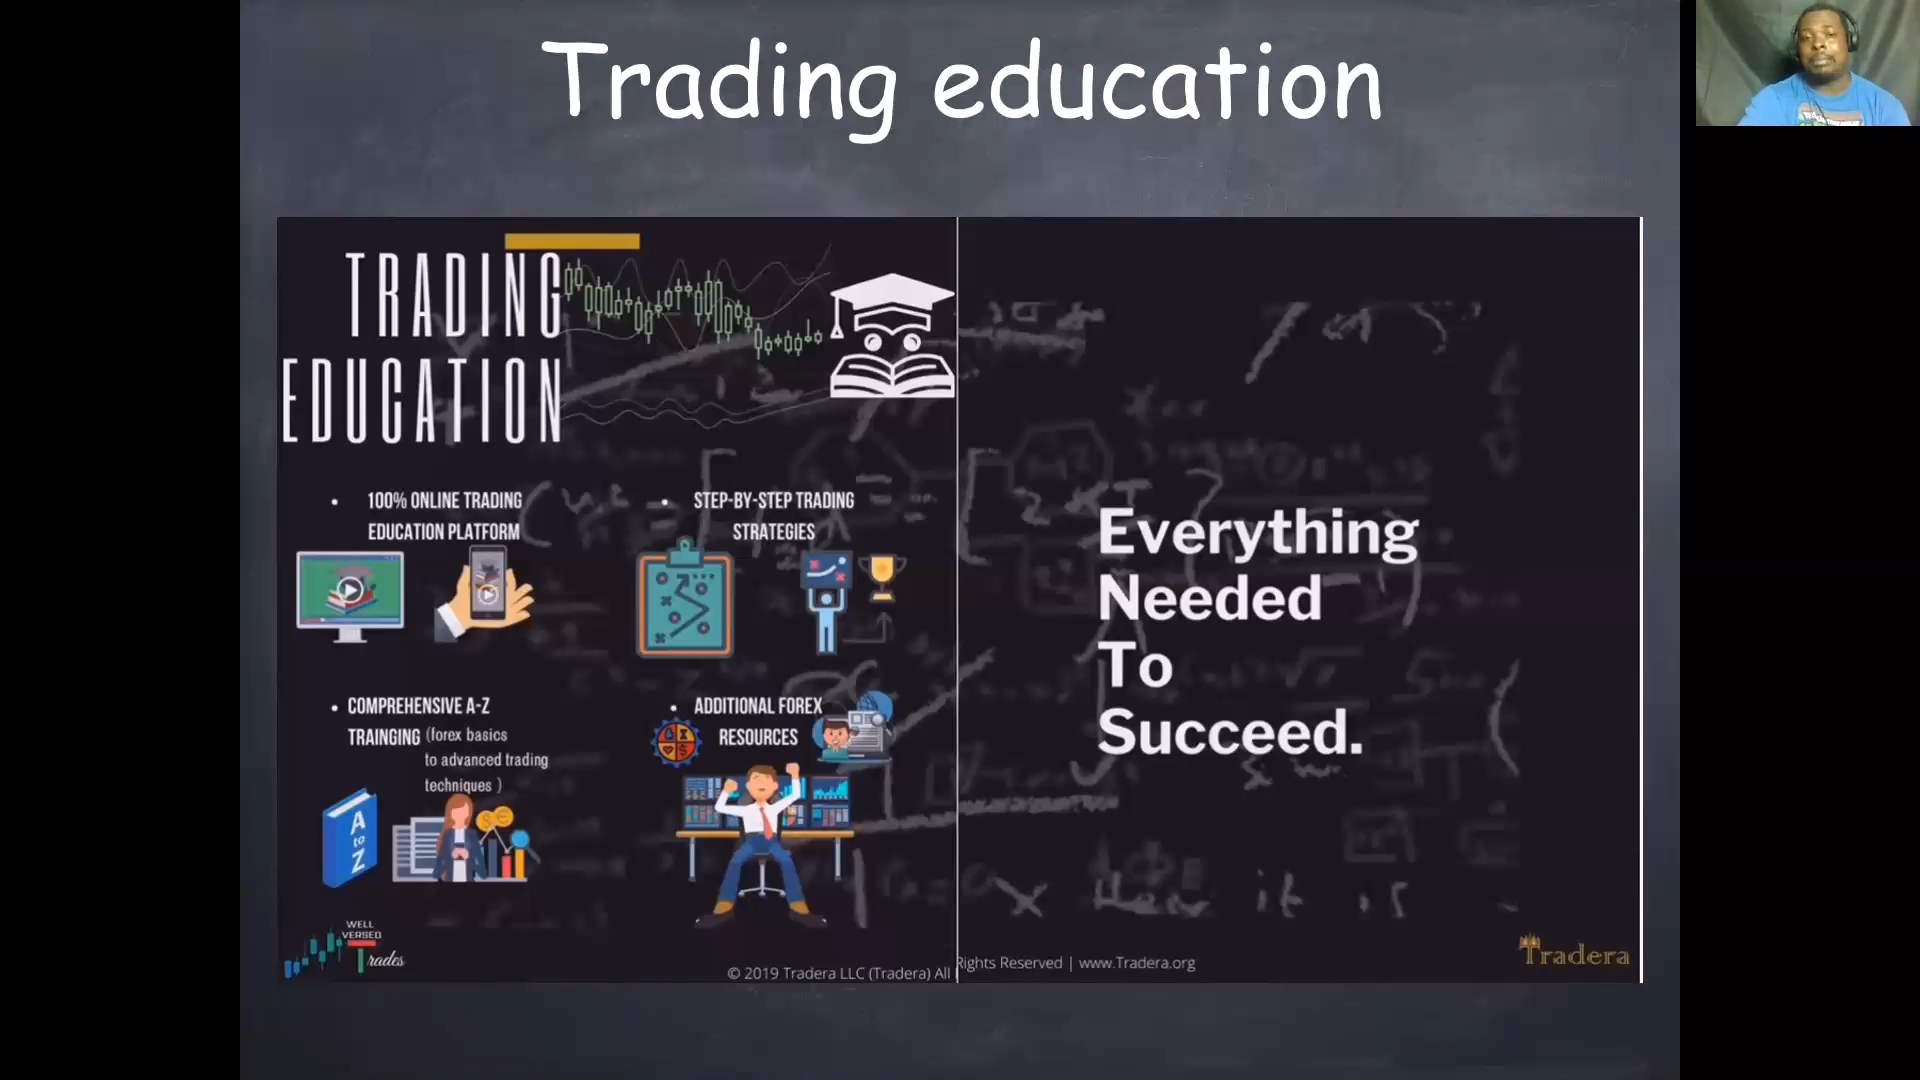 Trading education
TRADING
EDUCATION
• 100% ONLINE TRADING
EDUCATION PLATFORM
• STEP-BY-STEP TRADING
STRATEGIES
• COMPREHENSIVE A-Z
TRAINGING (forex basics
to advanced trading
techniques )
A
to
Z
• ADDITIONAL FOREX
RESOURCES
WELL
VERSED
Trades
© 2019 Tradera LLC (Tradera) All Rights Reserved | www.Tradera.org
Everything
Needed
To
Succeed.
Tradera